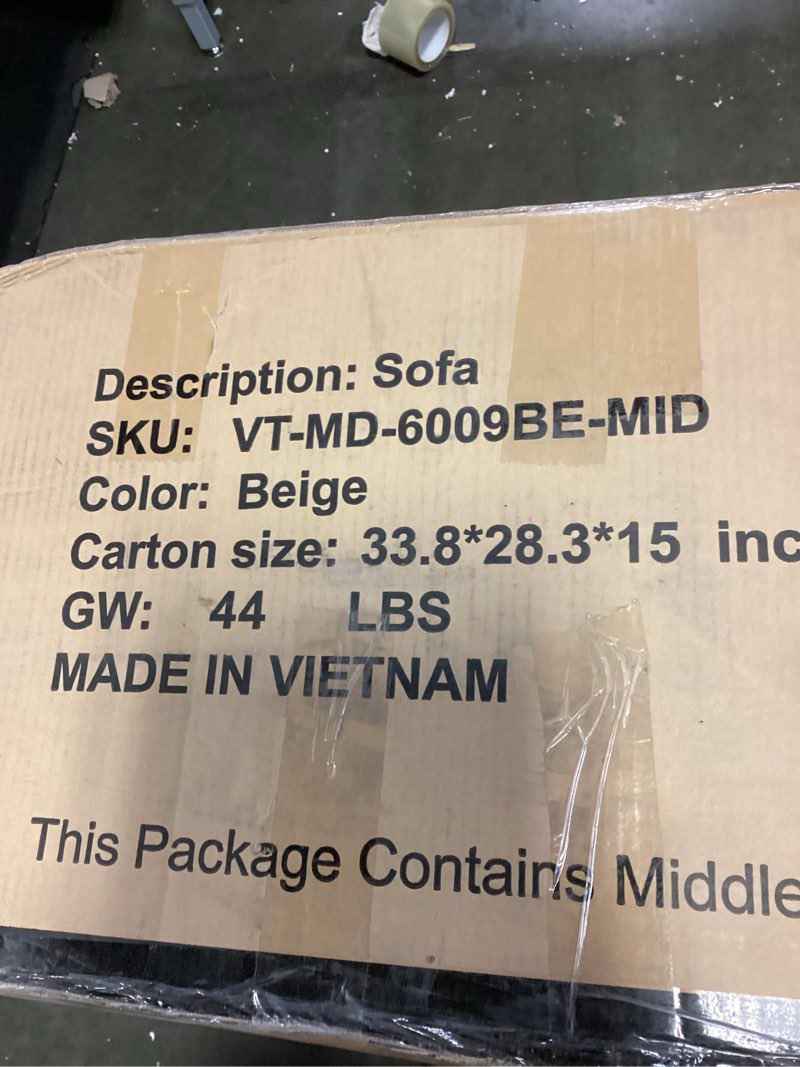 Description: Sofa
SKU: VT-MD-6009BE-MID
Color: Beige
Carton size: 33.8*28.3*15 inc
GW: 44 LBS
MADE IN VIETNAM
This Package Contains Middle